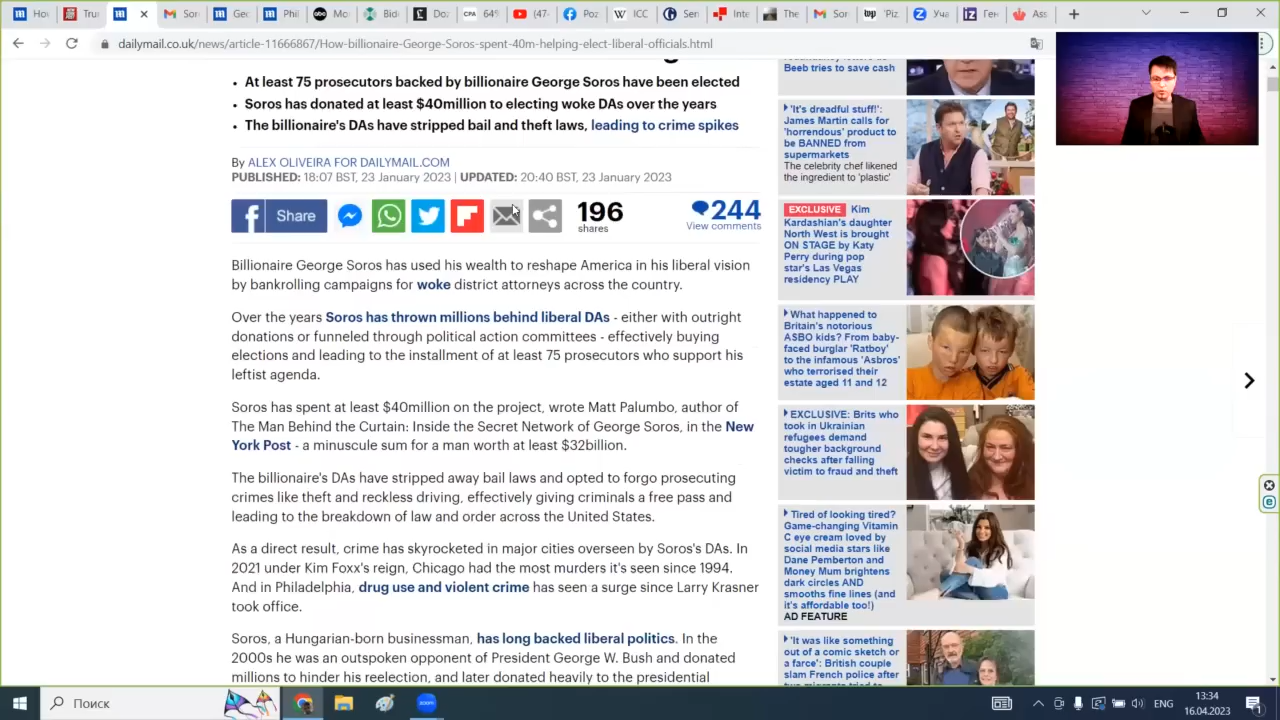 Но
Tru
Sor
Geo
Phi
Mo
Bid
Do
CPA
64%
(47-
Поz
ICC
Ser
Inte
The
Sor
Piz
Уча
Ген
Ass
dailymail.co.uk/news/article-11666867/How-billionaire-George-Soros-spent-40m-helping-elect-liberal-officials.html
• At least 75 prosecutors backed by billionaire George Soros have been elected
• Soros has donated at least $40million to electing woke DAs over the years
• The billionaire's DAs have stripped bail and theft laws, leading to crime spikes
By ALEX OLIVEIRA FOR DAILYMAIL.COM
PUBLISHED: 18:07 BST, 23 January 2023 | UPDATED: 20:40 BST, 23 January 2023
Share
196
shares
244
View comments
Billionaire George Soros has used his wealth to reshape America in his liberal vision
by bankrolling campaigns for woke district attorneys across the country.
Over the years Soros has thrown millions behind liberal DAs - either with outright
donations or funneled through political action committees - effectively buying
elections and leading to the installment of at least 75 prosecutors who support his
leftist agenda.
Soros has spent at least $40million on the project, wrote Matt Palumbo, author of
The Man Behind the Curtain: Inside the Secret Network of George Soros, in the New
York Post - a minuscule sum for a man worth at least $32billion.
The billionaire's DAs have stripped away bail laws and opted to forgo prosecuting
crimes like theft and reckless driving, effectively giving criminals a free pass and
leading to the breakdown of law and order across the United States.
As a direct result, crime has skyrocketed in major cities overseen by Soros's DAs. In
2021 under Kim Foxx's reign, Chicago had the most murders it's seen since 1994.
And in Philadelphia, drug use and violent crime has seen a surge since Larry Krasner
took office.
Soros, a Hungarian-born businessman, has long backed liberal politics. In the
2000s he was an outspoken opponent of President George W. Bush and donated
millions to hinder his reelection, and later donated heavily to the presidential
Beeb tries to save cash
'It's dreadful stuff!':
James Martin calls for
'horrendous' product to
be BANNED from
supermarkets
The celebrity chef likened
the ingredient to 'plastic'
EXCLUSIVE Kim
Kardashian's daughter
North West is brought
ON STAGE by Katy
Perry during pop
star's Las Vegas
residency PLAY
What happened to
Britain's notorious
ASBO kids? From baby-
faced burglar 'Ratboy'
to the infamous 'Asbros'
who terrorised their
estate aged 11 and 12
EXCLUSIVE: Brits who
took in Ukrainian
refugees demand
tougher background
checks after falling
victim to fraud and theft
Tired of looking tired?
Game-changing Vitamin
C eye cream loved by
social media stars like
Dane Pemberton and
Money Mum brightens
dark circles AND
smooths fine lines (and
it's affordable too!)
AD FEATURE
'It was like something
out of a comic sketch or
a farce': British couple
slam French police after
Поиск
zoom
ENG
13:34
16.04.2023
1